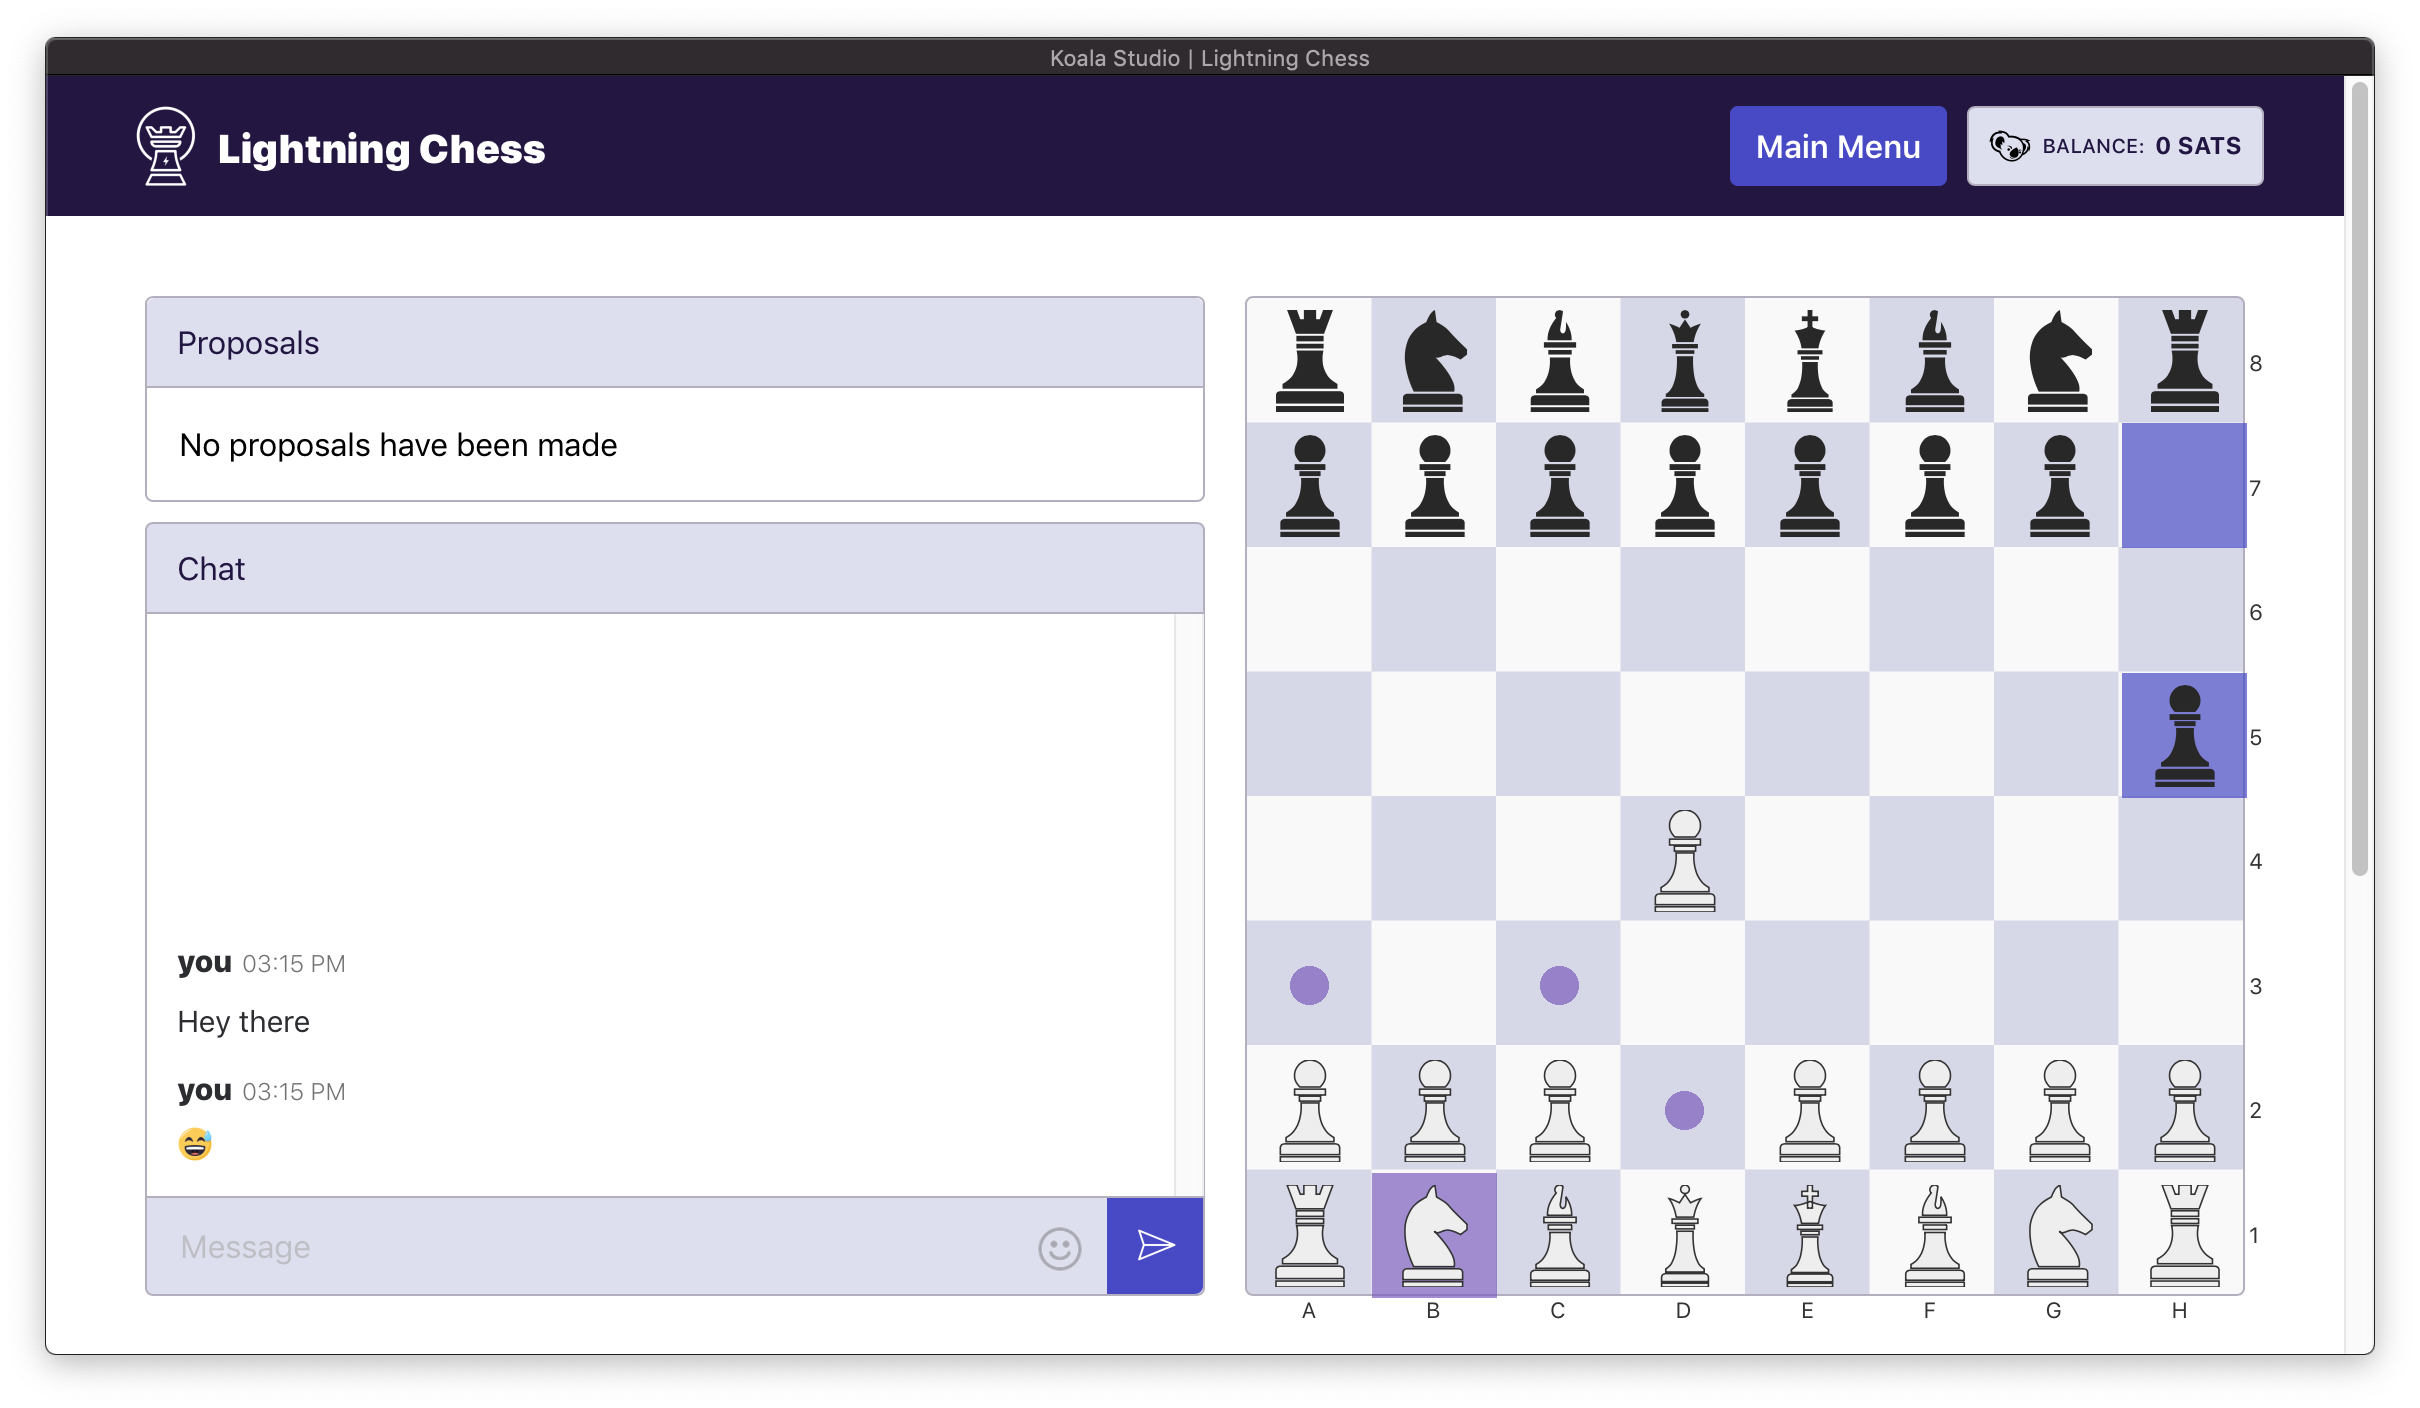 Koala Studio | Lightning Chess
Lightning Chess
Main Menu
BALANCE: 0 SATS
Proposals
No proposals have been made
Chat
you 03:15 PM
Hey there
you 03:15 PM
😅
Message
8
7
6
5
4
3
2
1
A B C D E F G H